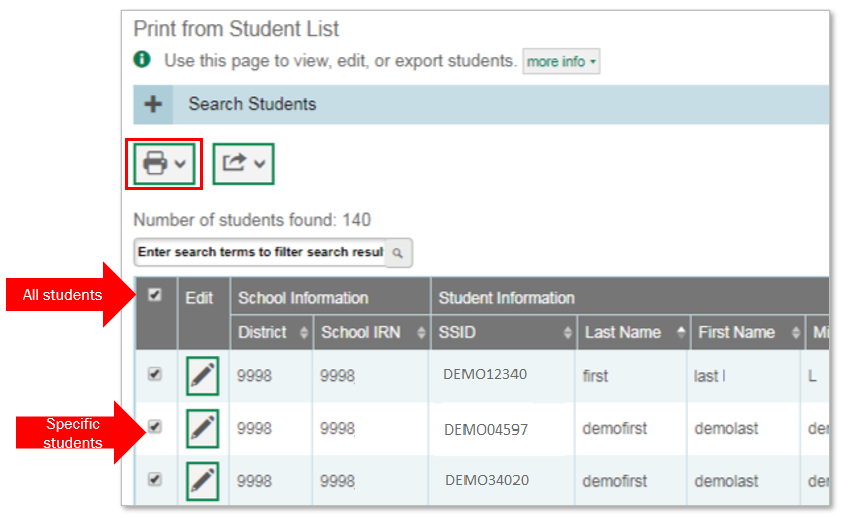 Print from Student List
Use this page to view, edit, or export students. more info
Search Students
Number of students found: 140
Enter search terms to filter search resul
All students
Edit School Information Student Information
District School IRN SSID Last Name First Name Mi
9998 9998 DEMO12340 first last l L
Specific
students
9998 9998 DEMO04597 demofirst demolast der
9998 9998 DEMO34020 demofirst demolast der